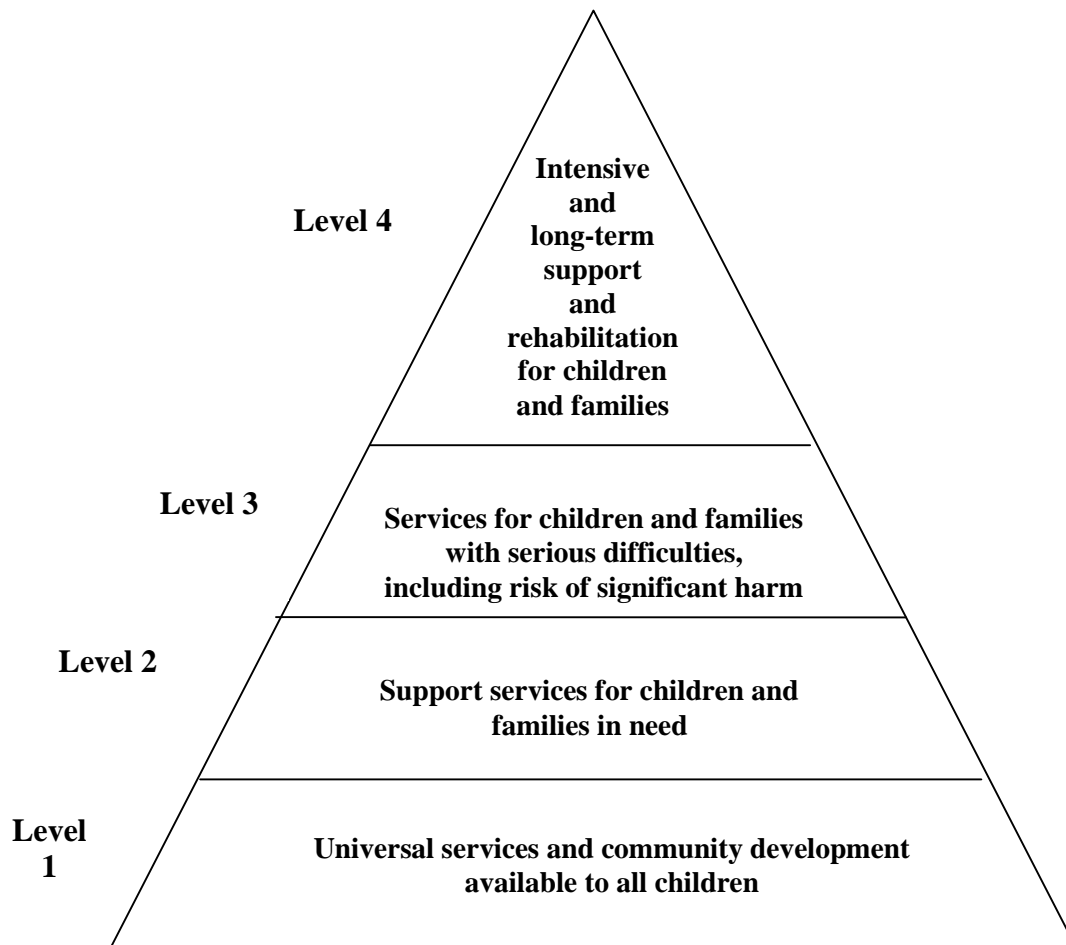 Level 4
Intensive
and
long-term
support
and
rehabilitation
for children
and families
Level 3
Services for children and families
with serious difficulties,
including risk of significant harm
Level 2
Support services for children and
families in need
Level
1
Universal services and community development
available to all children